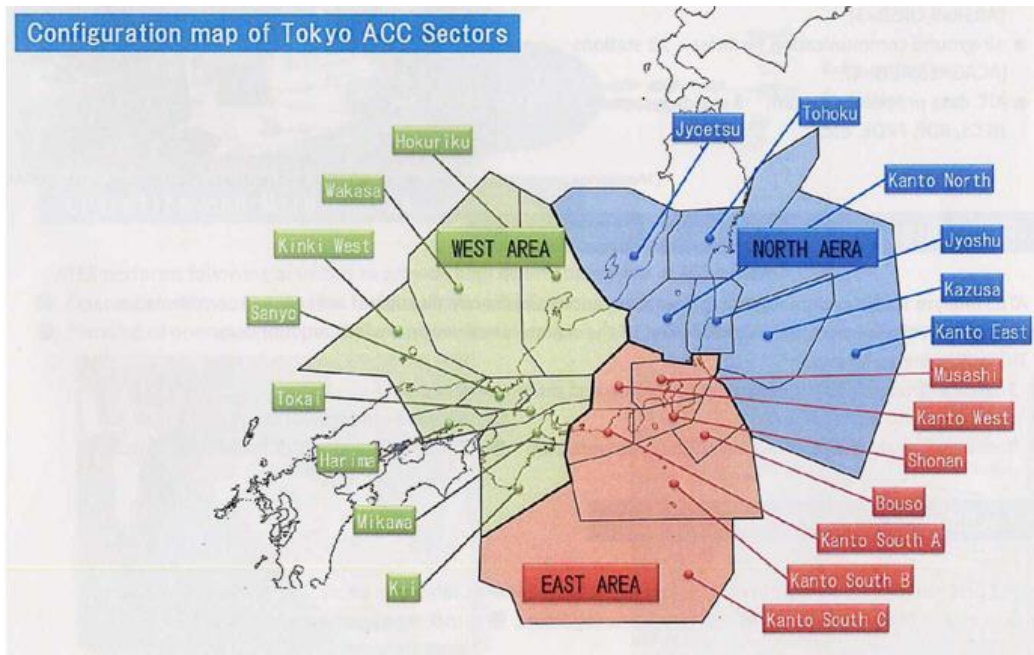 Configuration map of Tokyo ACC Sectors
Tohoku
Jyoetsu
Hokuriku
Kanto North
Wakasa
WEST AREA
NORTH AERA
Jyoshu
Kinki West
Kazusa
Sanyo
Kanto East
Musashi
Tokai
Kanto West
Harima
Shonan
Bouso
Mikawa
Kanto South A
Kii
EAST AREA
Kanto South B
Kanto South C